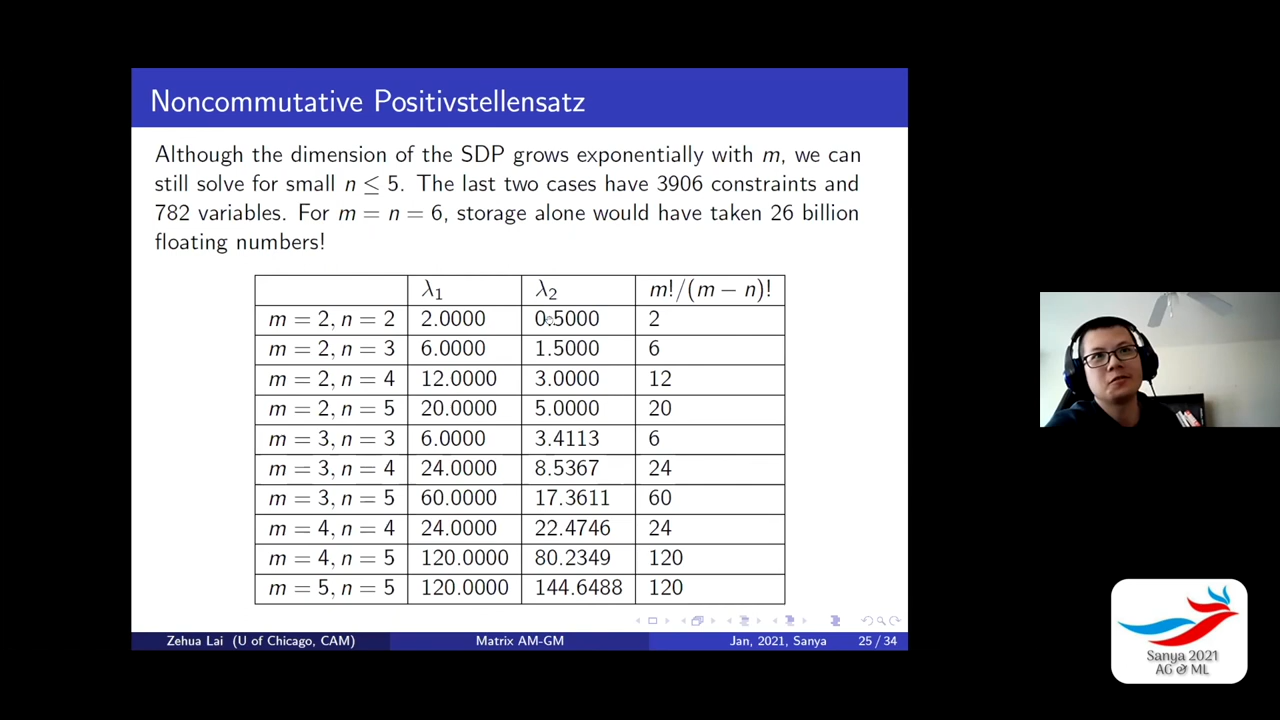 Noncommutative Positivstellensatz
Although the dimension of the SDP grows exponentially with m, we can
still solve for small n ≤ 5. The last two cases have 3906 constraints and
782 variables. For m = n = 6, storage alone would have taken 26 billion
floating numbers!
λ₁ λ₂ m!/(m − n)!
m = 2, n = 2 2.0000 0.5000 2
m = 2, n = 3 6.0000 1.5000 6
m = 2, n = 4 12.0000 3.0000 12
m = 2, n = 5 20.0000 5.0000 20
m = 3, n = 3 6.0000 3.4113 6
m = 3, n = 4 24.0000 8.5367 24
m = 3, n = 5 60.0000 17.3611 60
m = 4, n = 4 24.0000 22.4746 24
m = 4, n = 5 120.0000 80.2349 120
m = 5, n = 5 120.0000 144.6488 120
Zehua Lai (U of Chicago, CAM) Matrix AM-GM Jan, 2021, Sanya 25 / 34
Sanya 2021
AG & ML